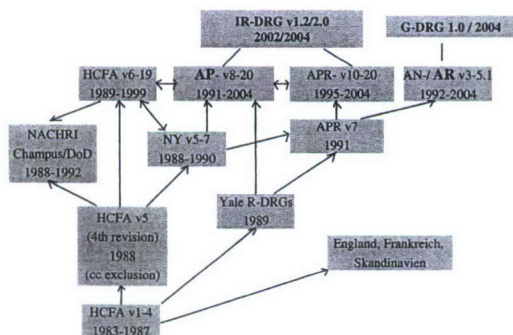 IR-DRG v1.2/2.0
2002/2004
G-DRG 1.0 / 2004
HCFA v6-19
1989-1999
AP- v8-20
1991-2004
APR- v10-20
1995-2004
AN-/ AR v3-5.1
1992-2004
NACHRI
Champus/DoD
1988-1992
NY v5-7
1988-1990
APR v7
1991
HCFA v5
(4th revision)
1988
(cc exclusion)
Yale R-DRGs
1989
England, Frankreich,
Skandinavien
HCFA v1-4
1983-1987